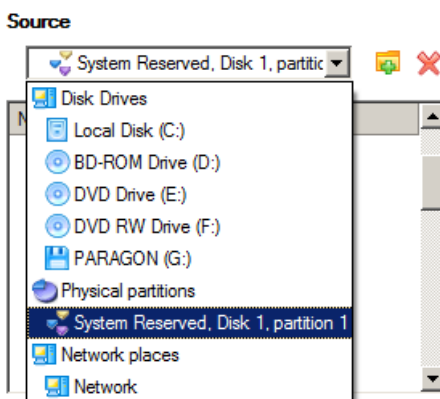 Source
System Reserved, Disk 1, partitic
N
Disk Drives
Local Disk (C:)
BD-ROM Drive (D:)
DVD Drive (E:)
DVD RW Drive (F:)
PARAGON (G:)
Physical partitions
System Reserved, Disk 1, partition 1
Network places
Network